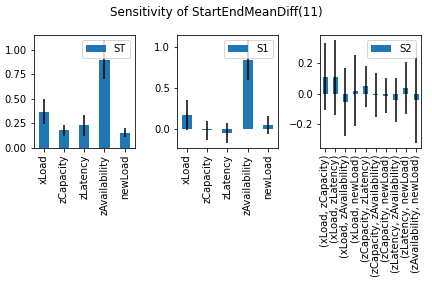 Sensitivity of StartEndMeanDiff(11)
ST
1.00
0.75
0.50
0.25
0.00
xLoad
zCapacity
zLatency
zAvailability
newLoad
S1
1.0
0.5
0.0
xLoad
zCapacity
zLatency
zAvailability
newLoad
S2
0.2
0.0
−0.2
(xLoad, zCapacity)
(xLoad, zLatency)
(xLoad, zAvailability)
(xLoad, newLoad)
(zCapacity, zLatency)
(zCapacity, zAvailability)
(zCapacity, newLoad)
(zLatency, zAvailability)
(zLatency, newLoad)
(zAvailability, newLoad)